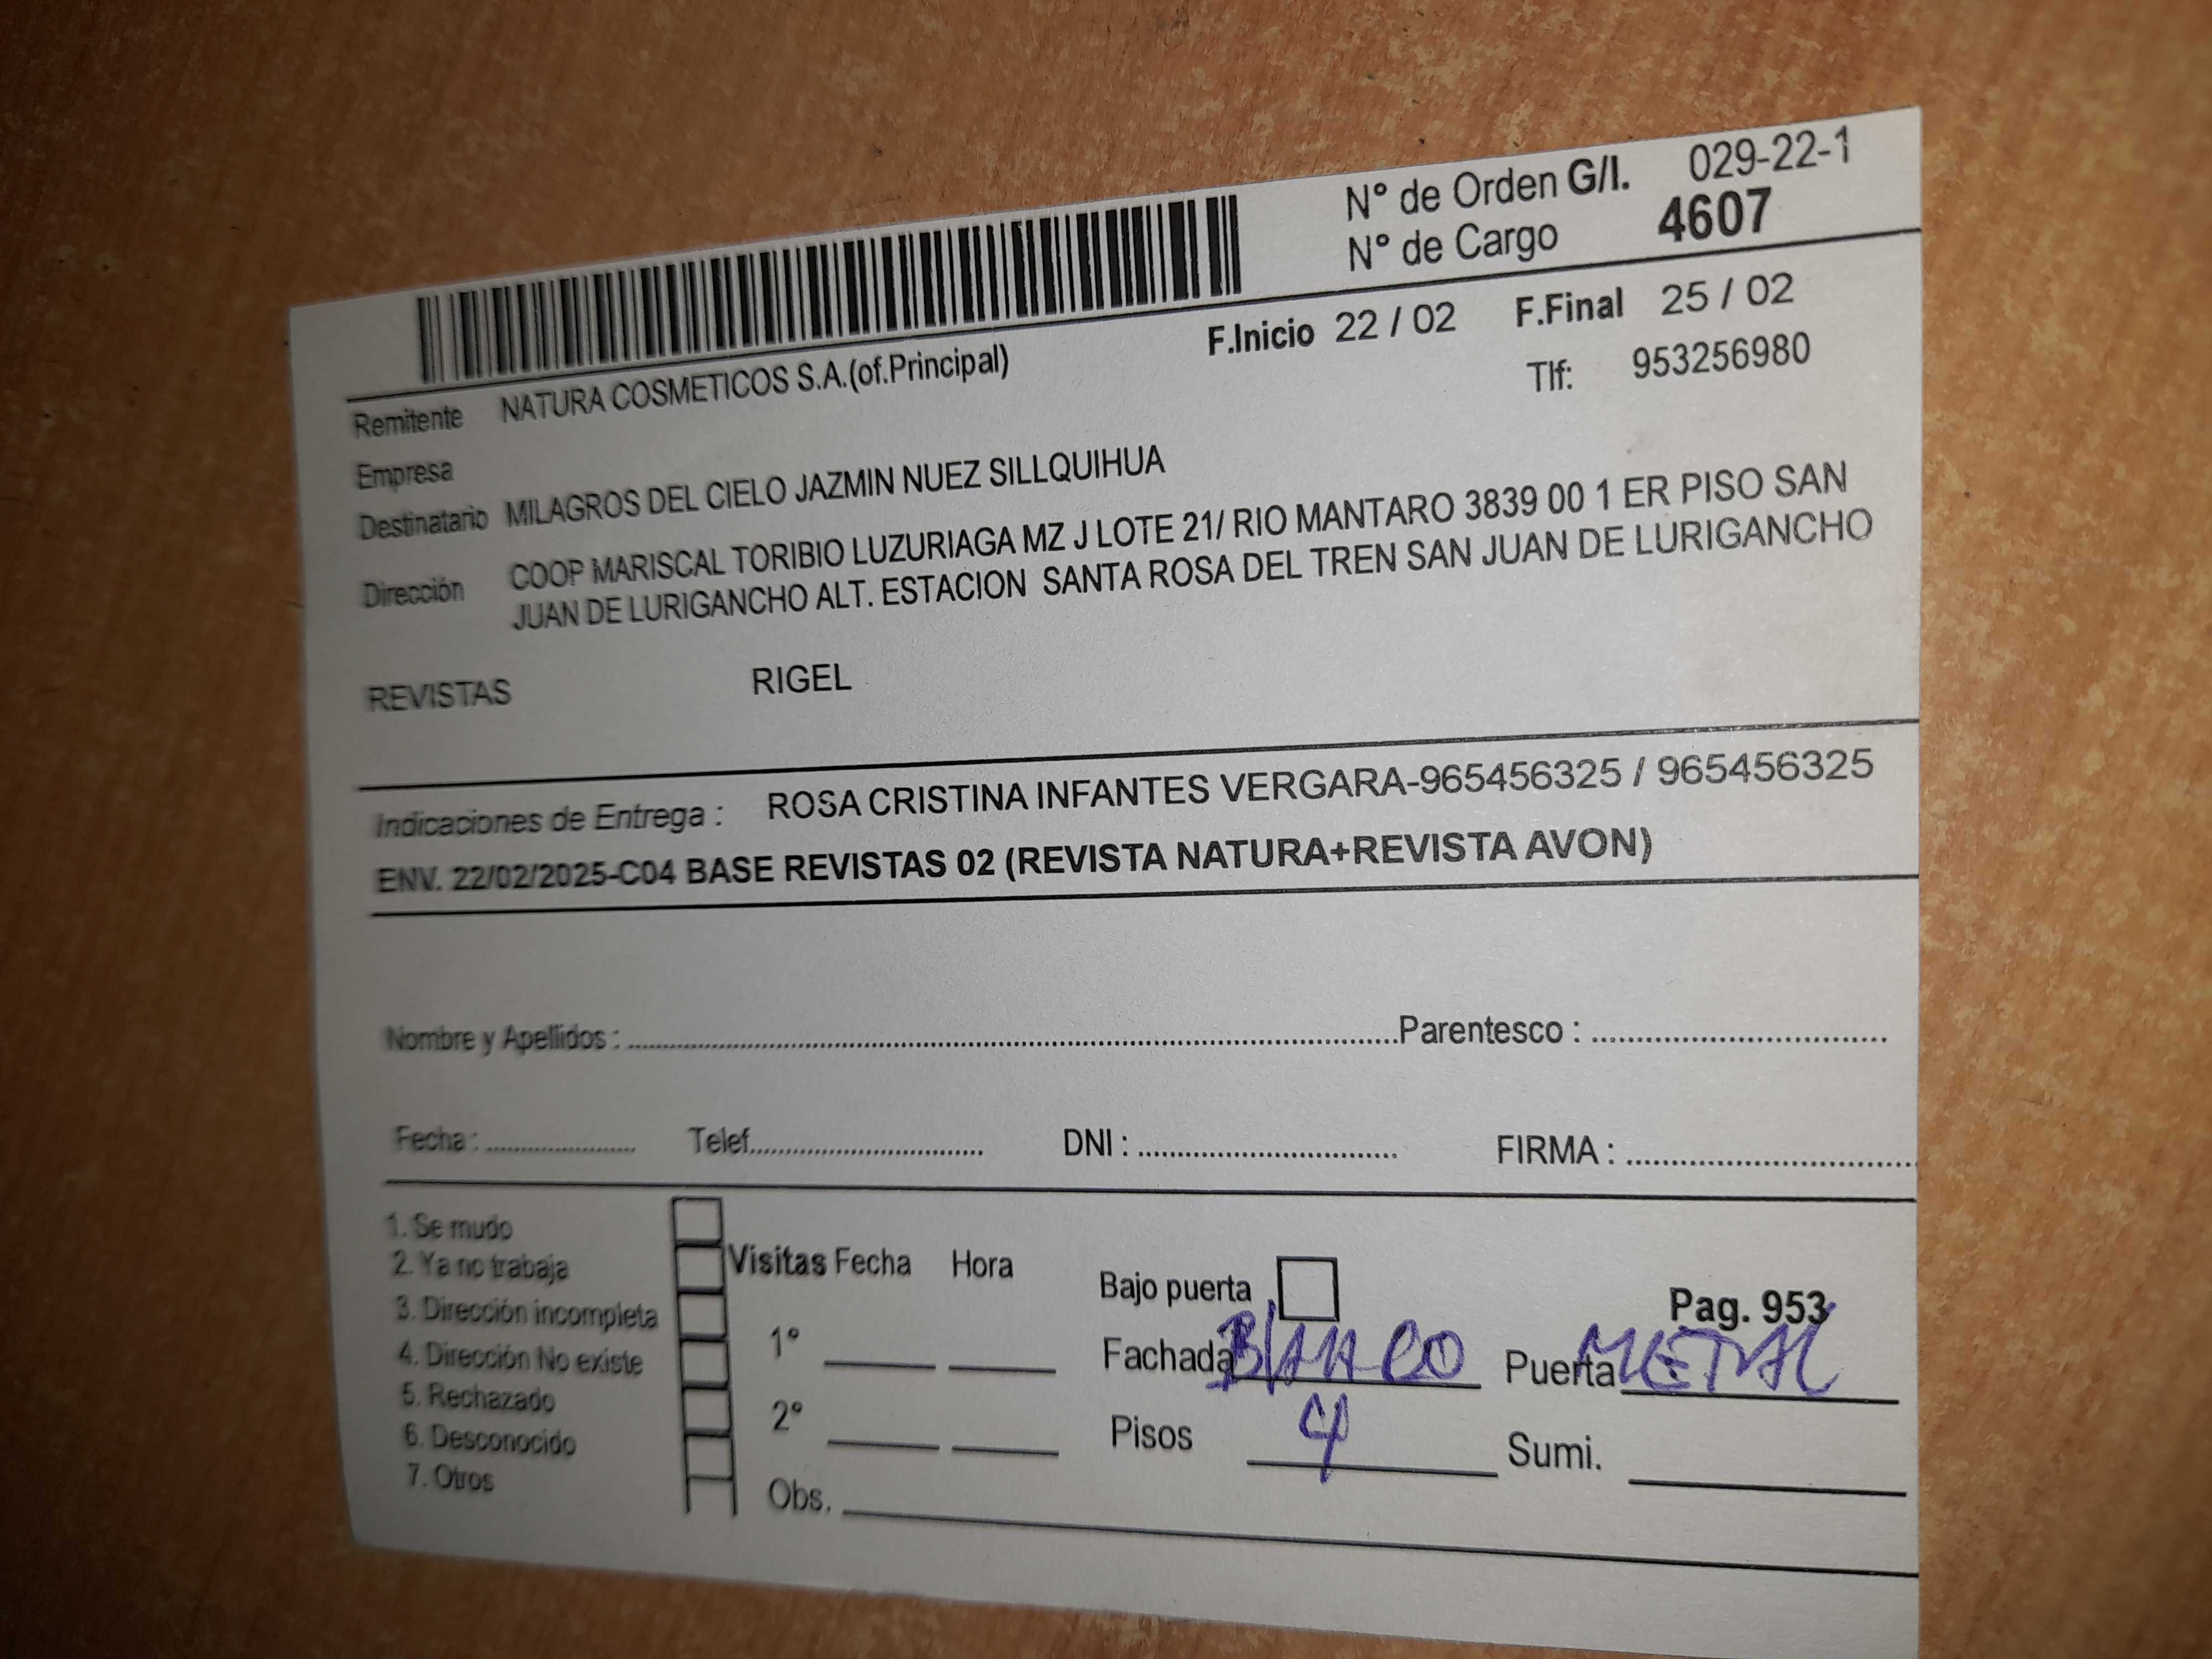 N° de Orden G/I. 029-22-1
N° de Cargo 4607
F.Inicio 22 / 02 F.Final 25 / 02
Remitente NATURA COSMETICOS S.A.(of.Principal) Tlf: 953256980
Empresa
Destinatario MILAGROS DEL CIELO JAZMIN NUEZ SILLQUIHUA
Dirección COOP MARISCAL TORIBIO LUZURIAGA MZ J LOTE 21/ RIO MANTARO 3839 00 1 ER PISO SAN
JUAN DE LURIGANCHO ALT. ESTACION SANTA ROSA DEL TREN SAN JUAN DE LURIGANCHO
REVISTAS RIGEL
Indicaciones de Entrega : ROSA CRISTINA INFANTES VERGARA-965456325 / 965456325
ENV. 22/02/2025-C04 BASE REVISTAS 02 (REVISTA NATURA+REVISTA AVON)
Nombre y Apellidos : Parentesco :
Fecha : Telef. DNI : FIRMA :
1. Se mudo
2. Ya no trabaja
3. Dirección incompleta
4. Dirección No existe
5. Rechazado
6. Desconocido
7. Otros
Visitas Fecha Hora
1°
2°
Obs.
Bajo puerta
Pag. 953
Fachada BLANCO Puerta METAL
Pisos 4 Sumi.